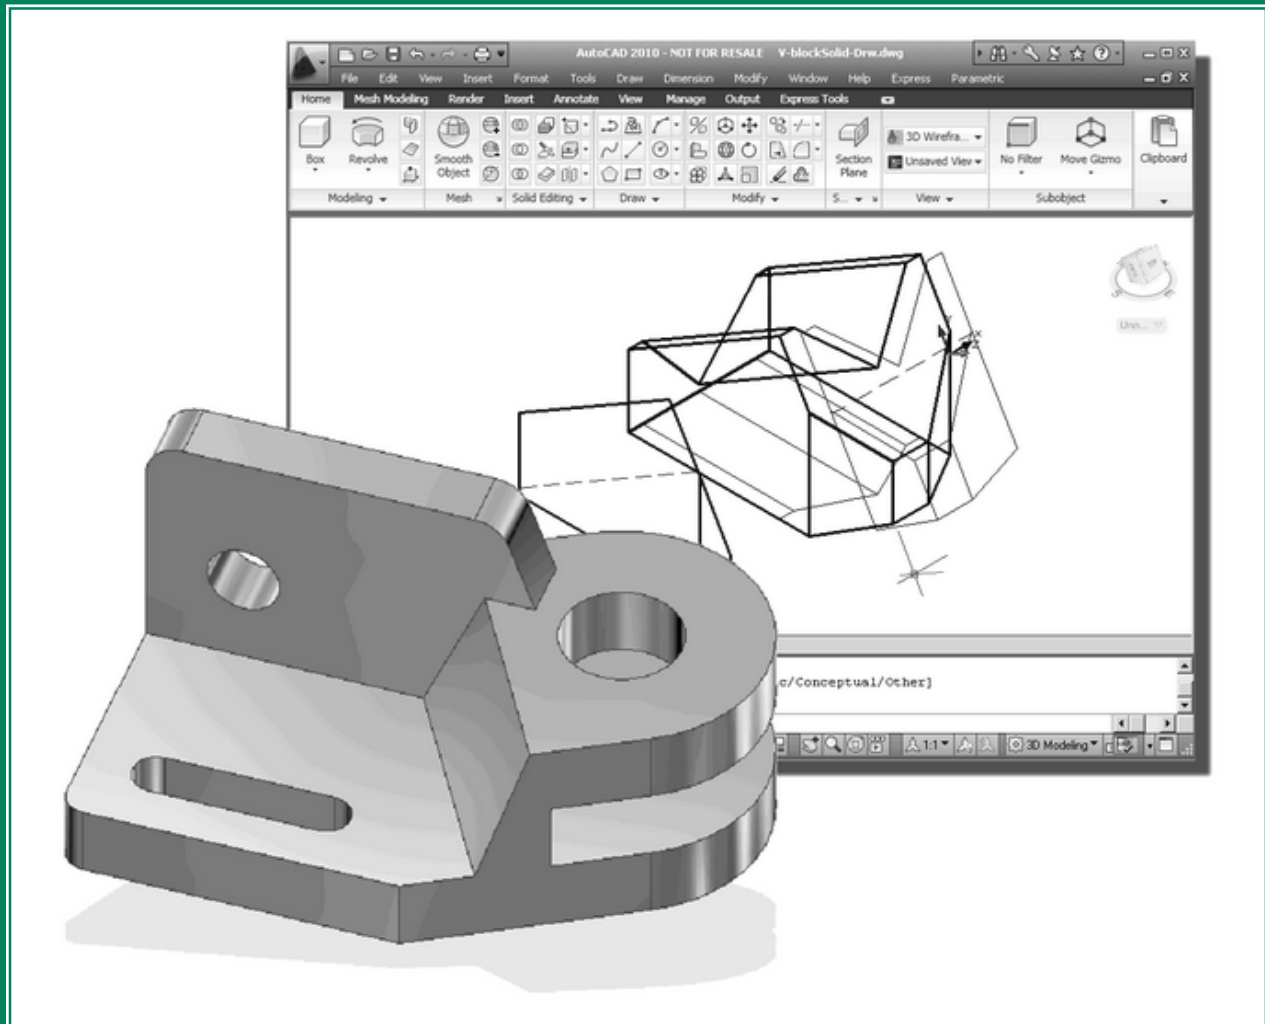 AutoCAD 2010 - NOT FOR RESALE V-blockSolid-Drw.dwg
File Edit View Insert Format Tools Draw Dimension Modify Window Help Express Parametric
Home Mesh Modeling Render Insert Annotate View Manage Output Express Tools
3D Wirefra...
Box Revolve Smooth Object Section Plane Unsaved View No Filter Move Gizmo Clipboard
Modeling Mesh Solid Editing Draw Modify S... View Subobject
Y
X
Z
S E
Unn...
c/Conceptual/Other]
1:1 3D Modeling